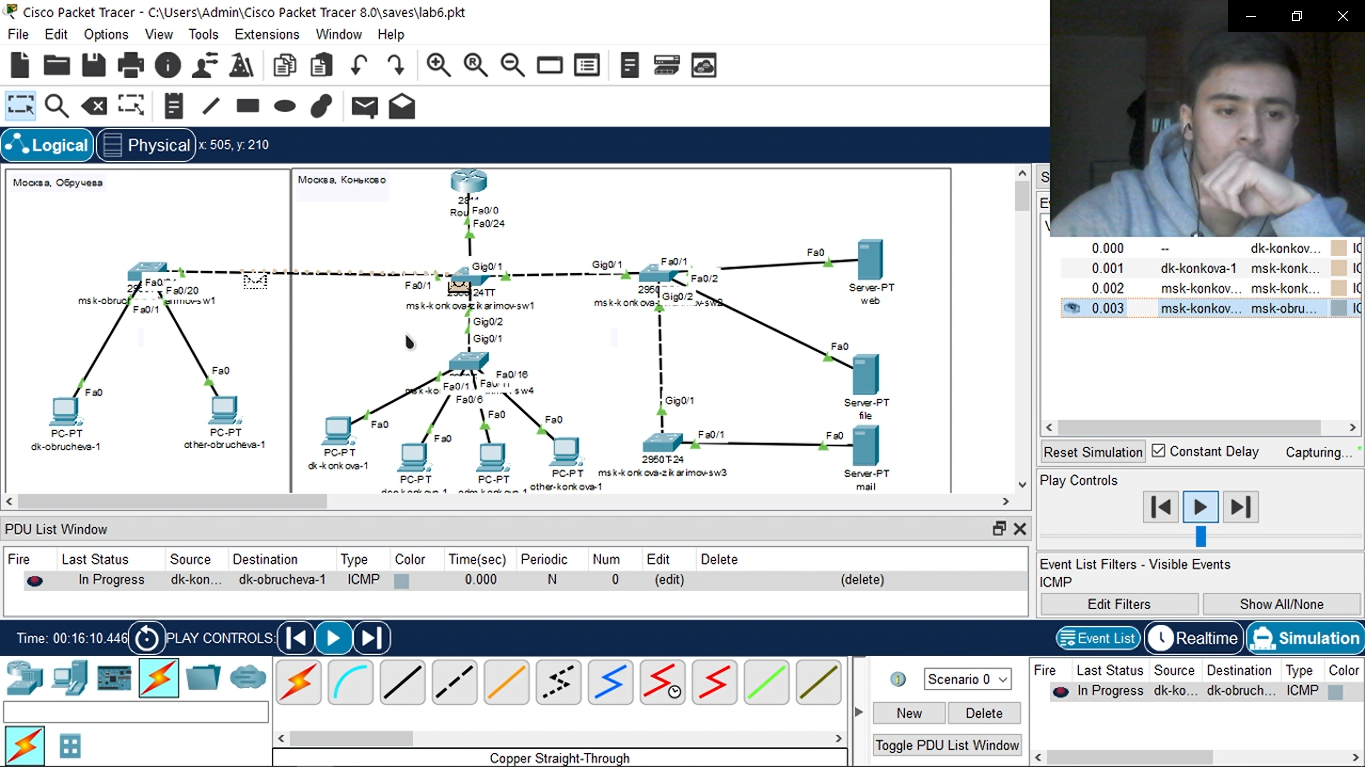 Cisco Packet Tracer - C:\Users\Admin\Cisco Packet Tracer 8.0\saves\lab6.pkt
File Edit Options View Tools Extensions Window Help
Logical Physical x: 505, y: 210
Москва, Обручева
Москва, Коньково
Fa0/0
Fa0/24
Gig0/1
Fa0/1
Gig0/1
Fa0/1
Fa0/2
Fa0
Server-PT
web
Fa0/20
Fa0/1
msk-konkova-zikarimov-sw1
Gig0/2
Gig0/2
Gig0/1
Fa0
Server-PT
file
Fa0
Fa0
PC-PT
dk-obrucheva-1
PC-PT
other-obrucheva-1
Fa0/16
Fa0/1
sw4
Fa0/6
Fa0
Fa0
Fa0
Fa0
PC-PT
dk-konkova-1
PC-PT
PC-PT
PC-PT
other-konkova-1
Gig0/1
Fa0/1
2950T-24
msk-konkova-zikarimov-sw3
Fa0
Server-PT
mail
0.000 -- dk-konkov...
0.001 dk-konkova-1 msk-konk...
0.002 msk-konkov... msk-konk...
0.003 msk-konkov... msk-obru...
Reset Simulation Constant Delay Capturing...
Play Controls
Event List Filters - Visible Events
ICMP
Edit Filters Show All/None
PDU List Window
Fire Last Status Source Destination Type Color Time(sec) Periodic Num Edit Delete
In Progress dk-kon... dk-obrucheva-1 ICMP 0.000 N 0 (edit) (delete)
Time: 00:16:10.446 PLAY CONTROLS:
Event List Realtime Simulation
Scenario 0
New Delete
Toggle PDU List Window
Fire Last Status Source Destination Type Color
In Progress dk-ko... dk-obruch... ICMP
Copper Straight-Through